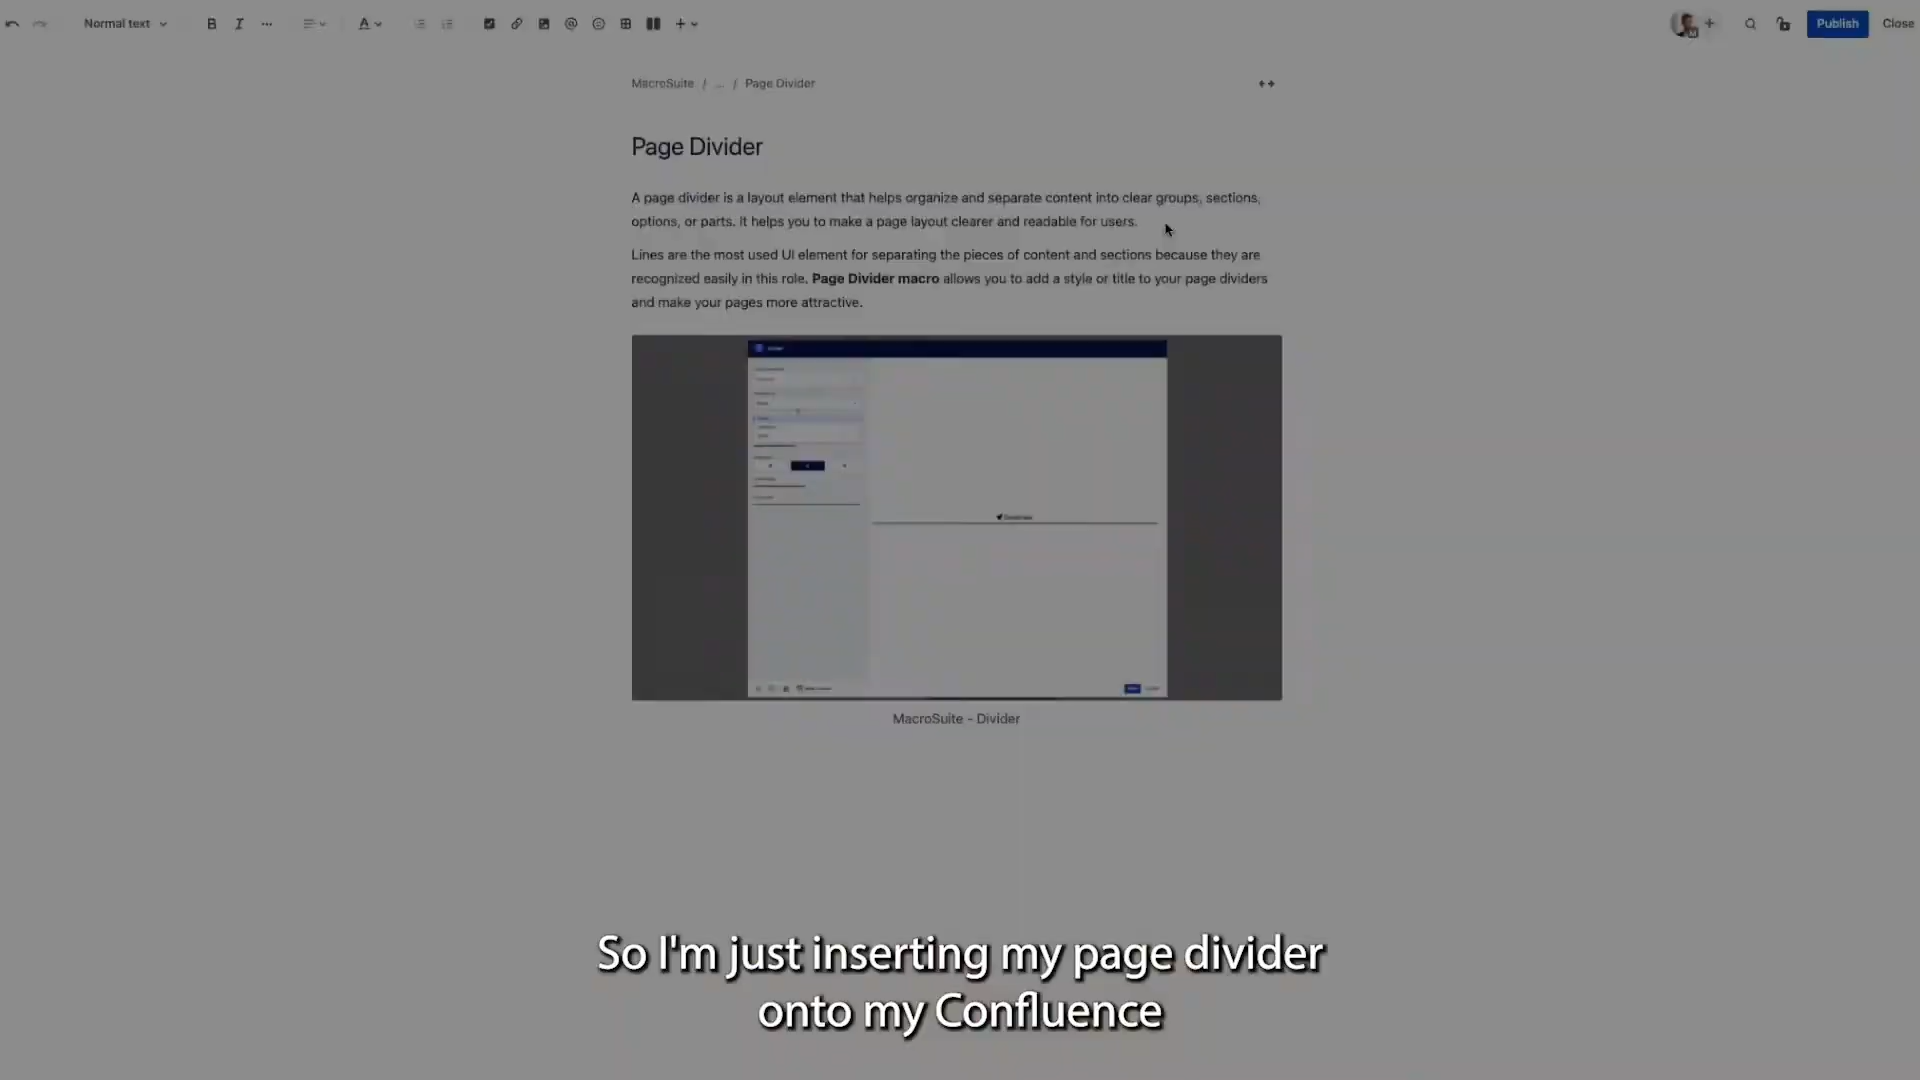 Normal text
B I
A
Publish
Close
MacroSuite / ... / Page Divider
Page Divider
A page divider is a layout element that helps organize and separate content into clear groups, sections,
options, or parts. It helps you to make a page layout clearer and readable for users.
Lines are the most used UI element for separating the pieces of content and sections because they are
recognized easily in this role. Page Divider macro allows you to add a style or title to your page dividers
and make your pages more attractive.
MacroSuite - Divider
So I'm just inserting my page divider
onto my Confluence